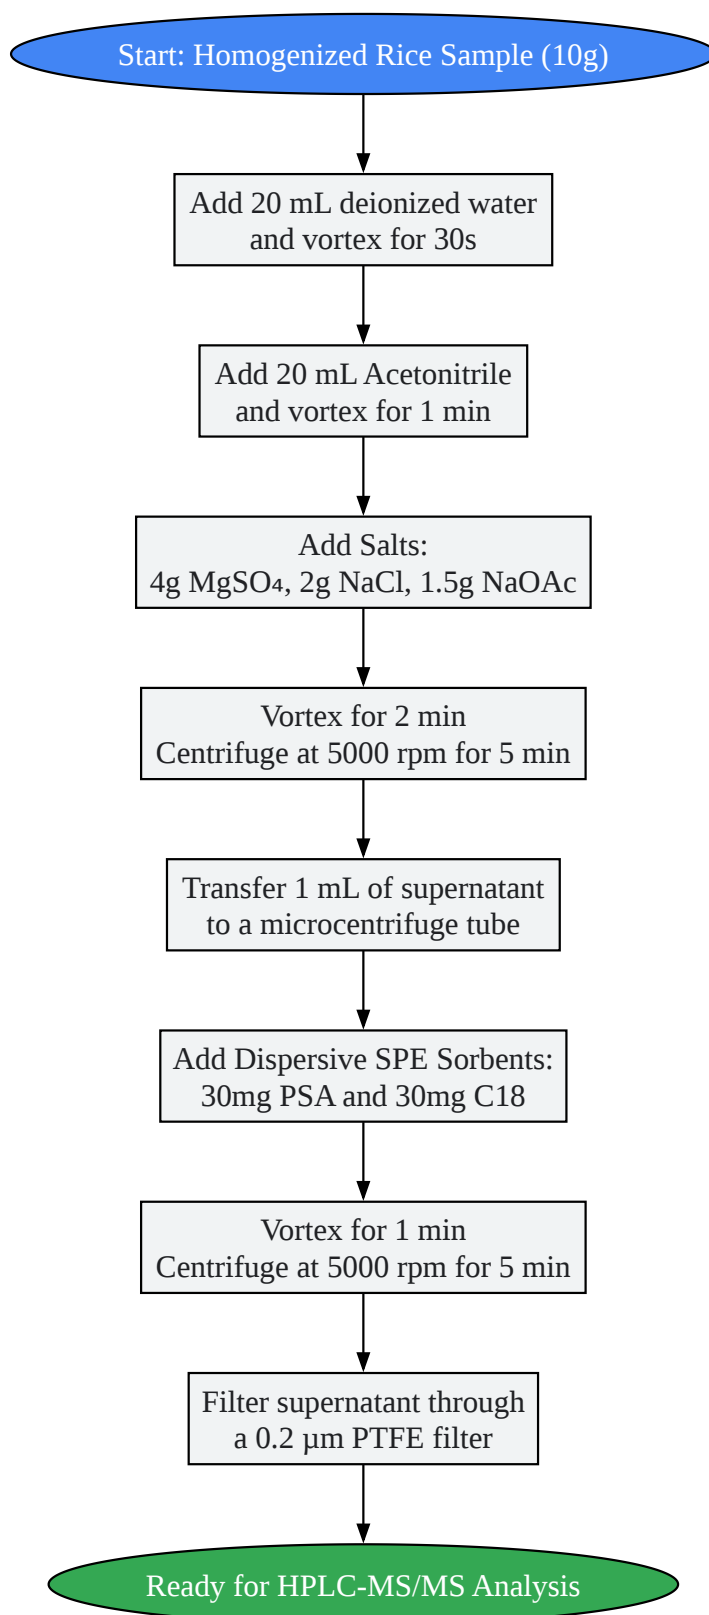 Start: Homogenized Rice Sample (10g)
Add 20 mL deionized water
and vortex for 30s
Add 20 mL Acetonitrile
and vortex for 1 min
Add Salts:
4g MgSO₄, 2g NaCl, 1.5g NaOAc
Vortex for 2 min
Centrifuge at 5000 rpm for 5 min
Transfer 1 mL of supernatant
to a microcentrifuge tube
Add Dispersive SPE Sorbents:
30mg PSA and 30mg C18
Vortex for 1 min
Centrifuge at 5000 rpm for 5 min
Filter supernatant through
a 0.2 µm PTFE filter
Ready for HPLC-MS/MS Analysis